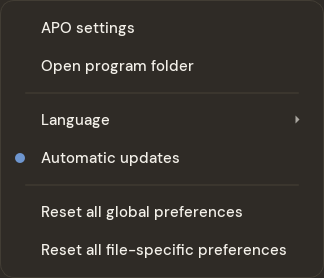 APO settings
Open program folder
Language
Automatic updates
Reset all global preferences
Reset all file-specific preferences